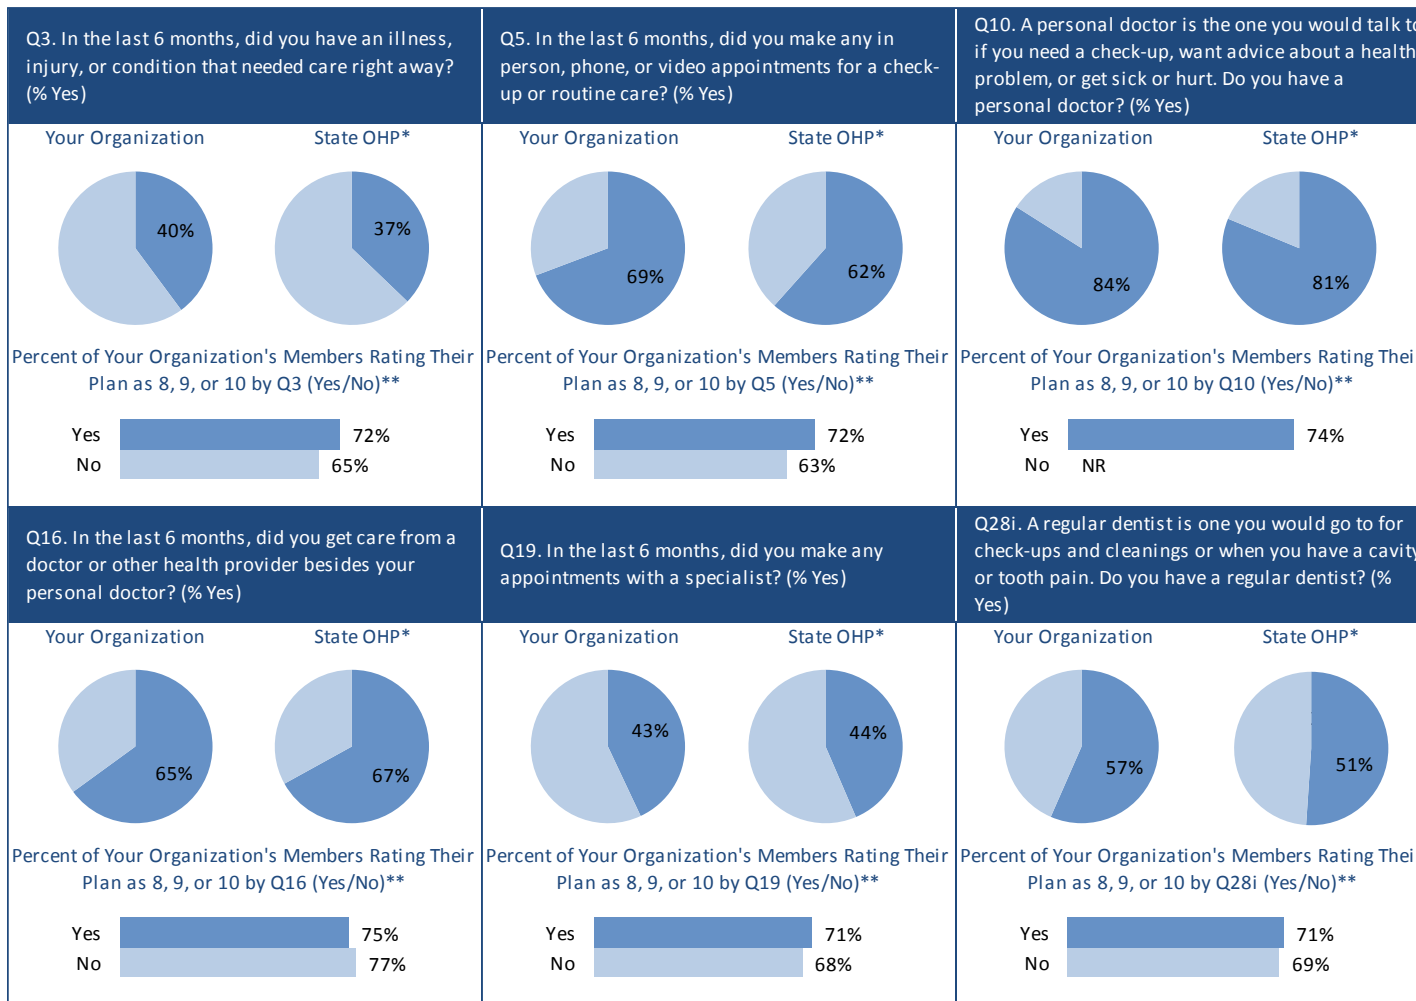 Q3. In the last 6 months, did you have an illness,
injury, or condition that needed care right away?
(% Yes)
Q5. In the last 6 months, did you make any in
person, phone, or video appointments for a check-
up or routine care? (% Yes)
Q10. A personal doctor is the one you would talk to
if you need a check-up, want advice about a health
problem, or get sick or hurt. Do you have a
personal doctor? (% Yes)
Your Organization
State OHP*
40%
37%
Your Organization
State OHP*
69%
62%
Your Organization
State OHP*
84%
81%
Percent of Your Organization's Members Rating Their
Plan as 8, 9, or 10 by Q3 (Yes/No)**
Yes 72%
No 65%
Percent of Your Organization's Members Rating Their
Plan as 8, 9, or 10 by Q5 (Yes/No)**
Yes 72%
No 63%
Percent of Your Organization's Members Rating Thei
Plan as 8, 9, or 10 by Q10 (Yes/No)**
Yes 74%
No NR
Q16. In the last 6 months, did you get care from a
doctor or other health provider besides your
personal doctor? (% Yes)
Q19. In the last 6 months, did you make any
appointments with a specialist? (% Yes)
Q28i. A regular dentist is one you would go to for
check-ups and cleanings or when you have a cavity
or tooth pain. Do you have a regular dentist? (%
Yes)
Your Organization
State OHP*
65%
67%
Your Organization
State OHP*
43%
44%
Your Organization
State OHP*
57%
51%
Percent of Your Organization's Members Rating Their
Plan as 8, 9, or 10 by Q16 (Yes/No)**
Yes 75%
No 77%
Percent of Your Organization's Members Rating Their
Plan as 8, 9, or 10 by Q19 (Yes/No)**
Yes 71%
No 68%
Percent of Your Organization's Members Rating Thei
Plan as 8, 9, or 10 by Q28i (Yes/No)**
Yes 71%
No 69%